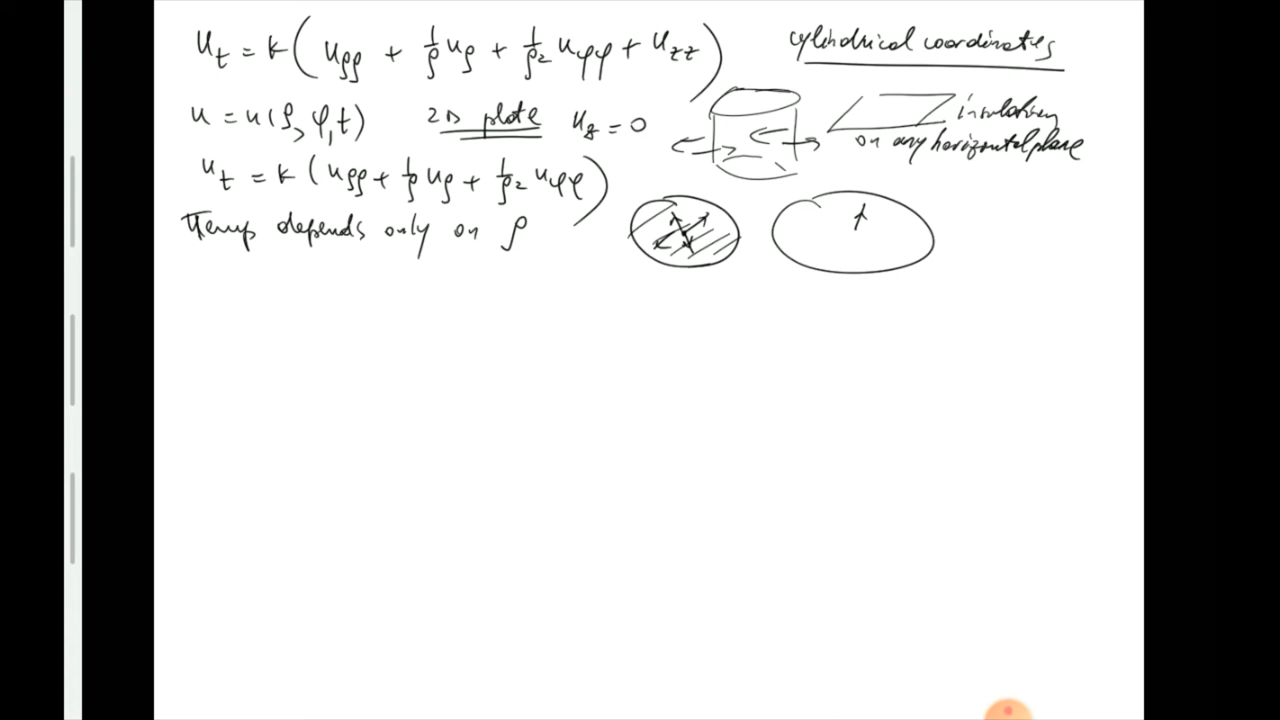 u_t = k ( u_ρρ + 1/ρ u_ρ + 1/ρ² u_φφ + u_zz )
cylindrical coordinates
u = u(ρ, φ, t) 2D plate u_z = 0
insulation
on any horizontal plane
u_t = k ( u_ρρ + 1/ρ u_ρ + 1/ρ² u_φφ )
Temp depends only on ρ